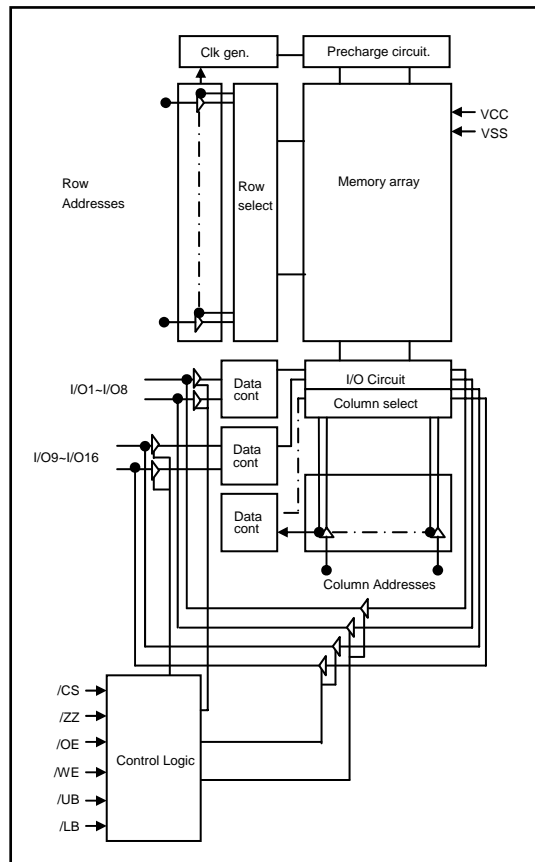 Clk gen.
Precharge circuit.
VCC
VSS
Row
Addresses
Row
select
Memory array
I/O1~I/O8
Data
cont
I/O Circuit
Column select
I/O9~I/O16
Data
cont
Data
cont
Column Addresses
/CS
/ZZ
/OE
/WE
/UB
/LB
Control Logic